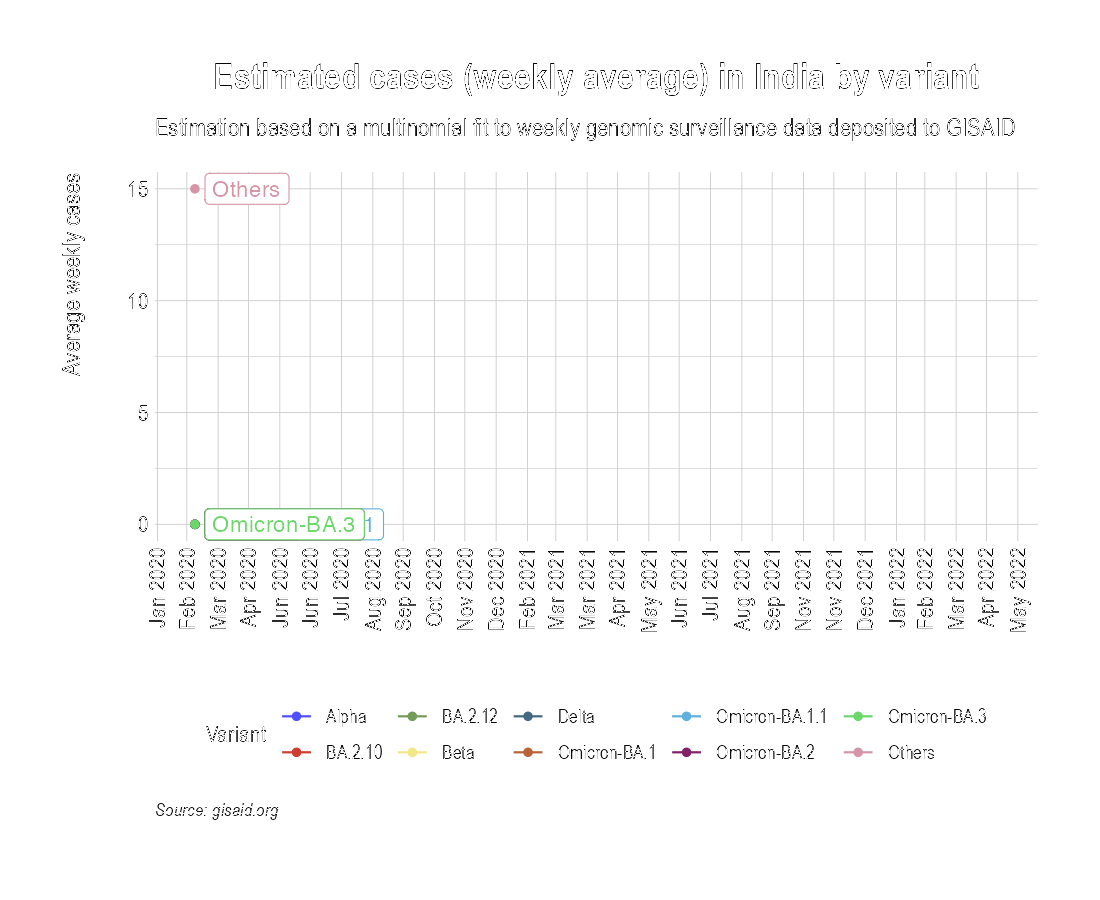 Estimated cases (weekly average) in India by variant
Estimation based on a multinomial fit to weekly genomic surveillance data deposited to GISAID
Average weekly cases
15
10
5
0
Others
Omicron-BA.3
1
Jan 2020
Feb 2020
Mar 2020
Apr 2020
Jun 2020
Jun 2020
Jul 2020
Aug 2020
Sep 2020
Oct 2020
Nov 2020
Dec 2020
Feb 2021
Mar 2021
Mar 2021
Apr 2021
May 2021
Jun 2021
Jul 2021
Aug 2021
Sep 2021
Nov 2021
Nov 2021
Dec 2021
Jan 2022
Feb 2022
Mar 2022
Apr 2022
May 2022
Variant
Alpha
BA.2.12
Delta
Omicron-BA.1.1
Omicron-BA.3
BA.2.10
Beta
Omicron-BA.1
Omicron-BA.2
Others
Source: gisaid.org